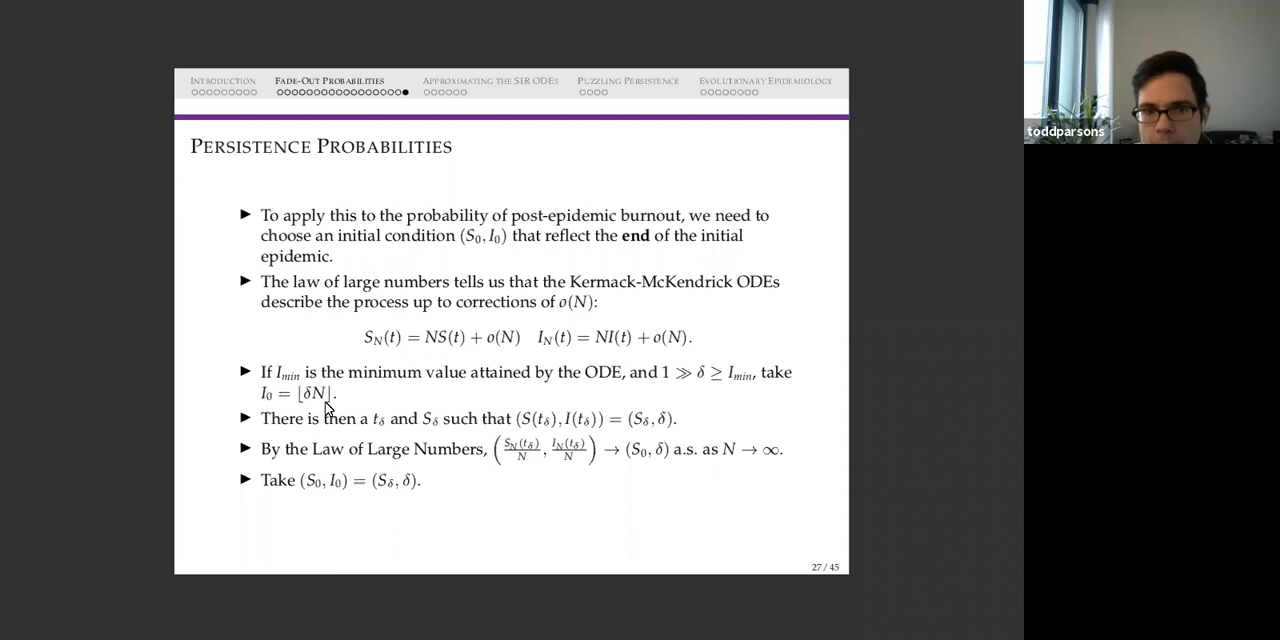 INTRODUCTION FADE-OUT PROBABILITIES APPROXIMATING THE SIR ODES PUZZLING PERSISTENCE EVOLUTIONARY EPIDEMIOLOGY
toddparsons
PERSISTENCE PROBABILITIES
► To apply this to the probability of post-epidemic burnout, we need to
choose an initial condition (S₀, I₀) that reflect the end of the initial
epidemic.
► The law of large numbers tells us that the Kermack-McKendrick ODEs
describe the process up to corrections of o(N):
S_N(t) = NS(t) + o(N) I_N(t) = NI(t) + o(N).
► If I_min is the minimum value attained by the ODE, and 1 ≫ δ ≥ I_min, take
I₀ = ⌊δN⌋.
► There is then a t_δ and S_δ such that (S(t_δ), I(t_δ)) = (S_δ, δ).
► By the Law of Large Numbers, (S_N(t_δ)/N, I_N(t_δ)/N) → (S₀, δ) a.s. as N → ∞.
► Take (S₀, I₀) = (S_δ, δ).
27 / 45